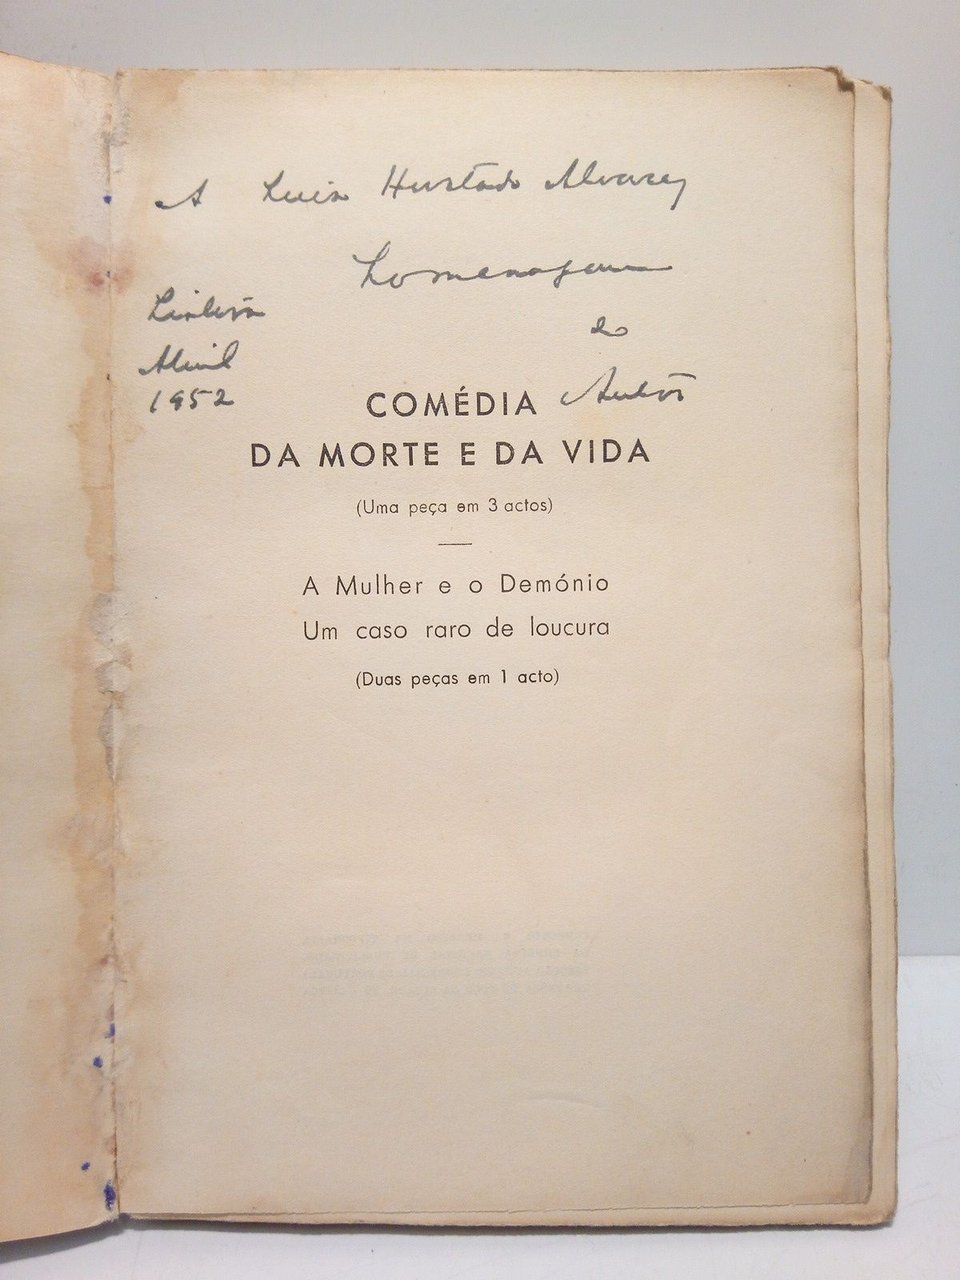 A Luis Hurtado Alvarez
homenagem
do
Autor
Lisboa
Abril
1952
COMÉDIA
DA MORTE E DA VIDA
(Uma peça em 3 actos)
A Mulher e o Demónio
Um caso raro de loucura
(Duas peças em 1 acto)